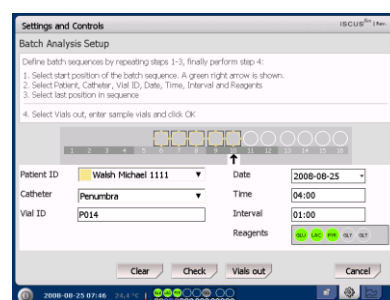 Settings and Controls
ISCUS flex | Rev.
Batch Analysis Setup
Define batch sequences by repeating steps 1-3, finally perform step 4:
1. Select start position of the batch sequence. A green right arrow is shown.
2. Select Patient, Catheter, Vial ID, Date, Time, Interval and Reagents
3. Select last position in sequence
4. Select Vials out, enter sample vials and click OK
1 2 3 4 5 6 7 8 9 10 11 12 13 14 15 16
Patient ID Walsh Michael 1111 Date 2008-08-25
Catheter Penumbra Time 04:00
Vial ID P014 Interval 01:00
Reagents GLU LAC PYR GLY GLT
Clear Check Vials out Cancel
2008-08-25 07:46 24,4 °C